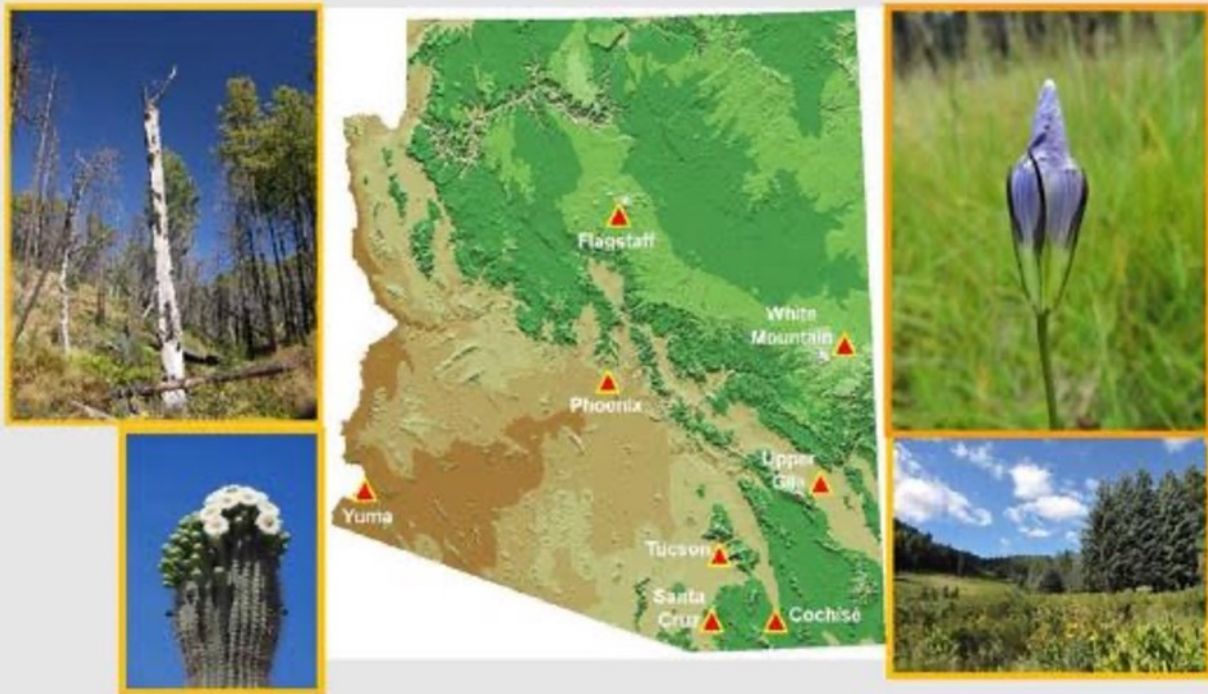 Flagstaff
White
Mountain
Phoenix
Upper
Gila
Yuma
Tucson
Santa
Cruz
Cochise